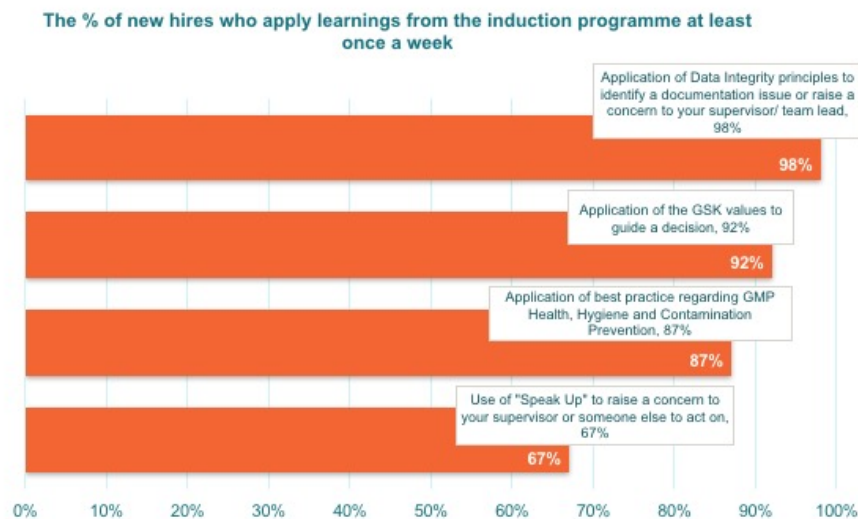 The % of new hires who apply learnings from the induction programme at least
once a week
Application of Data Integrity principles to
identify a documentation issue or raise a
concern to your supervisor/ team lead,
98%
98%
Application of the GSK values to
guide a decision, 92%
92%
Application of best practice regarding GMP
Health, Hygiene and Contamination
Prevention, 87%
87%
Use of "Speak Up" to raise a concern to
your supervisor or someone else to act on,
67%
67%
0% 10% 20% 30% 40% 50% 60% 70% 80% 90% 100%